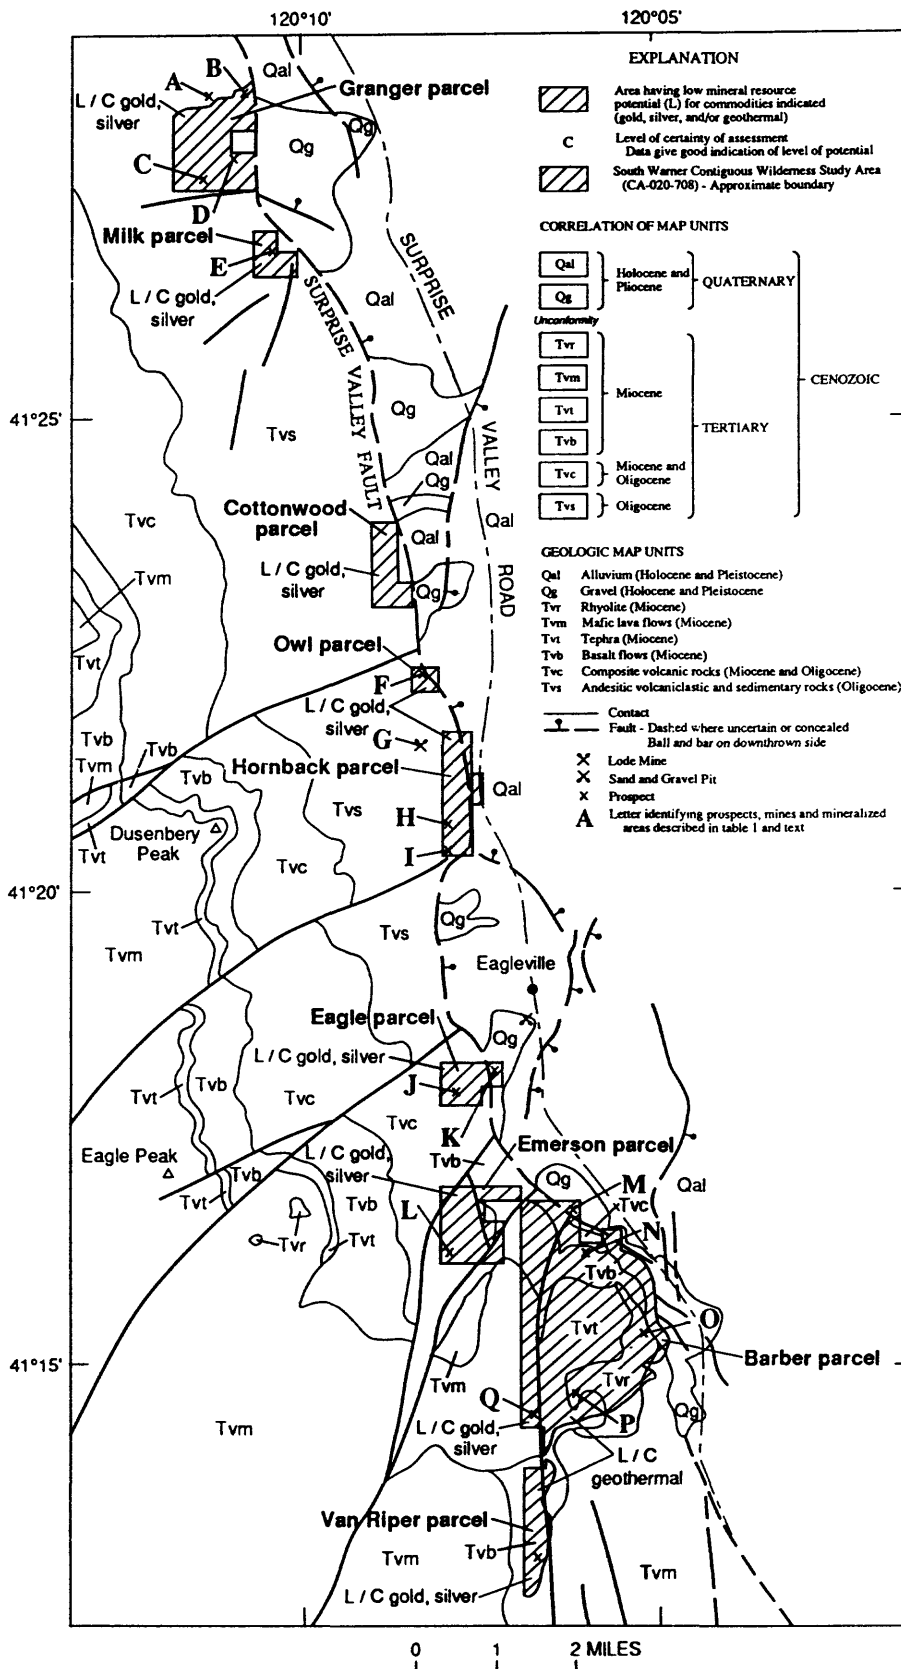 120°10'
120°05'
EXPLANATION
Area having low mineral resource
potential (L) for commodities indicated
(gold, silver, and/or geothermal)
C Level of certainty of assessment
Data give good indication of level of potential
South Warner Contiguous Wilderness Study Area
(CA-020-708) - Approximate boundary
CORRELATION OF MAP UNITS
Qal
Qg
Holocene and
Pliocene
QUATERNARY
Unconformity
Tvr
Tvm
Tvt
Tvb
Miocene
Tvc
Miocene and
Oligocene
Tvs
Oligocene
TERTIARY
CENOZOIC
GEOLOGIC MAP UNITS
Qal Alluvium (Holocene and Pleistocene)
Qg Gravel (Holocene and Pleistocene
Tvr Rhyolite (Miocene)
Tvm Mafic lava flows (Miocene)
Tvt Tephra (Miocene)
Tvb Basalt flows (Miocene)
Tvc Composite volcanic rocks (Miocene and Oligocene)
Tvs Andesitic volcaniclastic and sedimentary rocks (Oligocene)
Contact
Fault - Dashed where uncertain or concealed
Ball and bar on downthrown side
Lode Mine
Sand and Gravel Pit
Prospect
A Letter identifying prospects, mines and mineralized
areas described in table 1 and text
A
B
Qal
Granger parcel
L / C gold,
silver
Qg
Qg
C
D
Milk parcel
E
L / C gold,
silver
SURPRISE VALLEY FAULT
SURPRISE VALLEY ROAD
Qal
41°25'
Tvs
Qg
Qal
Qg
Cottonwood
parcel
Qal
Qal
Tvc
L / C gold,
silver
Qg
Tvm
Tvt
Owl parcel
F
L / C gold,
silver
G
Tvb
Tvb
Tvm
Tvb
Hornback parcel
Qal
Tvs
H
Dusenbery
Peak
Tvt
I
Tvc
41°20'
Qg
Tvt
Tvs
Tvm
Eagleville
Eagle parcel
Qg
L / C gold, silver
Tvb
J
Tvt
Tvc
Tvc
K
Emerson parcel
Eagle Peak
Tvb
L / C gold,
silver
Tvb
Qg
M
Qal
Tvt
Tvb
L
Tvc
N
Tvr
Tvt
Tvb
O
Tvt
41°15'
Barber parcel
Tvm
Tvr
Q
Qg
P
Tvm
L / C gold,
silver
L / C
geothermal
Van Riper parcel
Tvb
Tvm
Tvm
L / C gold, silver
0 1 2 MILES